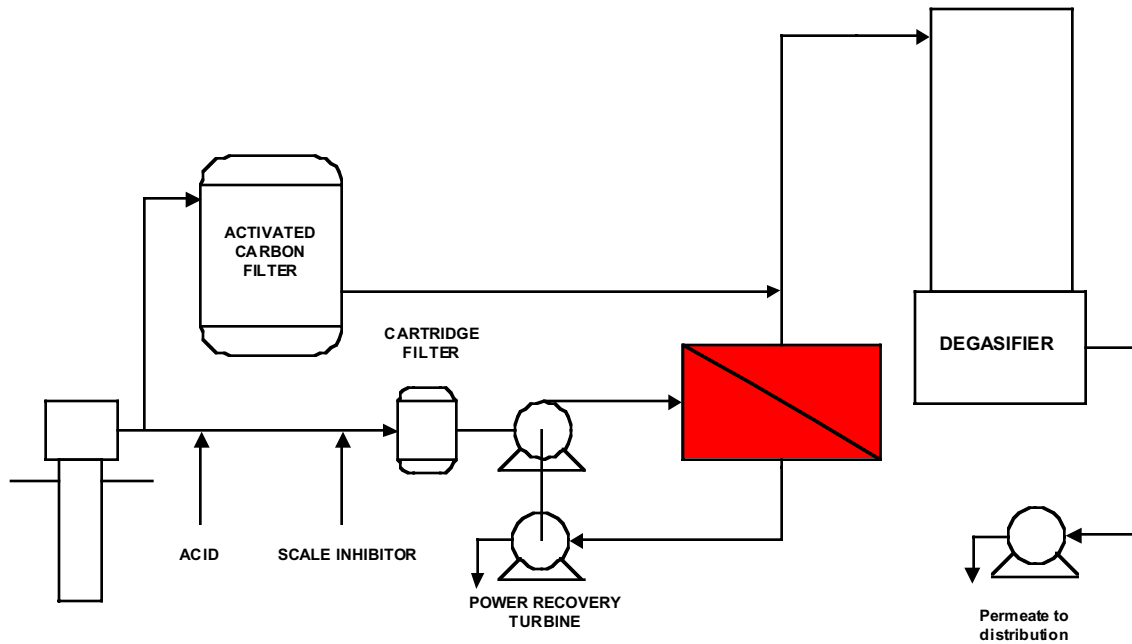 ACTIVATED
CARBON
FILTER
CARTRIDGE
FILTER
DEGASIFIER
ACID
SCALE INHIBITOR
POWER RECOVERY
TURBINE
Permeate to
distribution